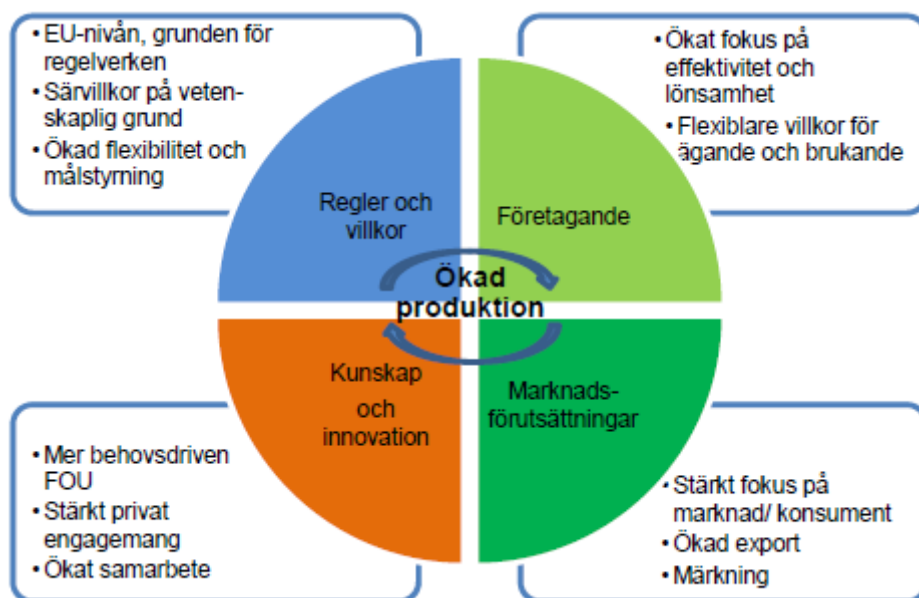 • EU-nivån, grunden för
regelverken
• Särvillkor på veten-
skaplig grund
• Ökad flexibilitet och
målstyrning
• Ökat fokus på
effektivitet och
lönsamhet
• Flexiblare villkor för
ägande och brukande
Regler och
villkor
Företagande
Ökad
produktion
Kunskap
och
innovation
Marknads-
förutsättningar
• Mer behovsdriven
FOU
• Stärkt privat
engagemang
• Ökat samarbete
• Stärkt fokus på
marknad/ konsument
• Ökad export
• Märkning